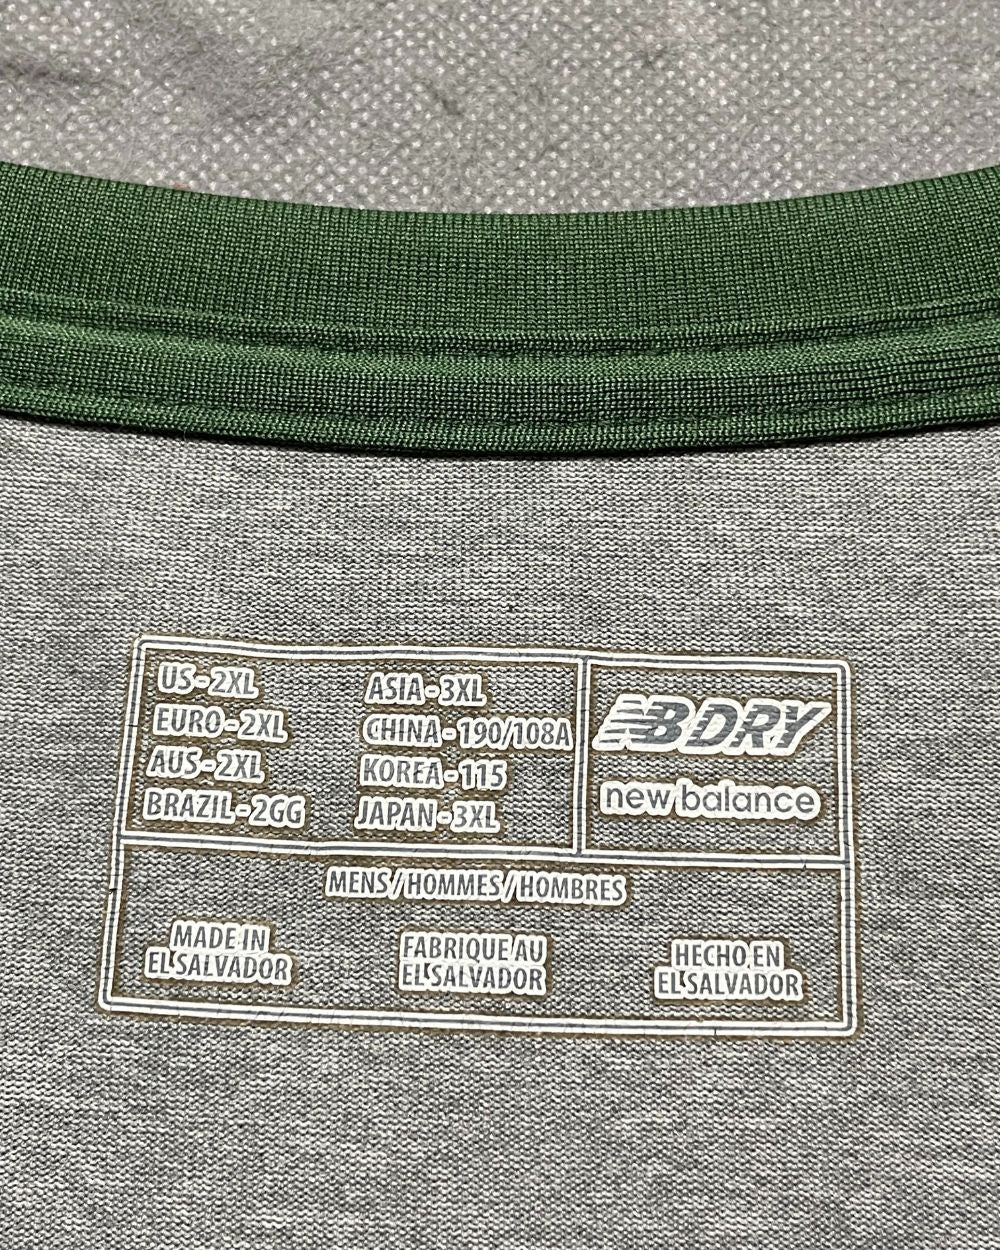 US-2XL
EURO-2XL
AUS-2XL
BRAZIL-2GG
ASIA-3XL
CHINA-190/108A
KOREA-115
JAPAN-3XL
NB DRY
new balance
MENS/HOMMES/HOMBRES
MADE IN
EL SALVADOR
FABRIQUE AU
EL SALVADOR
HECHO EN
EL SALVADOR